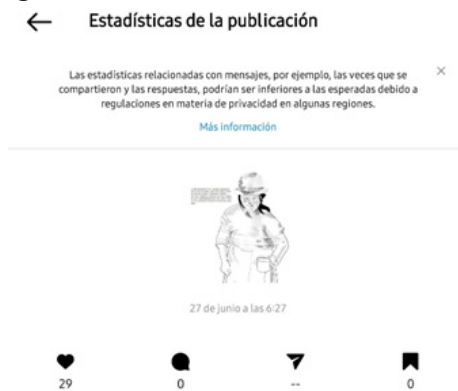 Estadísticas de la publicación
Las estadísticas relacionadas con mensajes, por ejemplo, las veces que se
compartieron y las respuestas, podrían ser inferiores a las esperadas debido a
regulaciones en materia de privacidad en algunas regiones.
Más información
27 de junio a las 6:27
29 0 -- 0